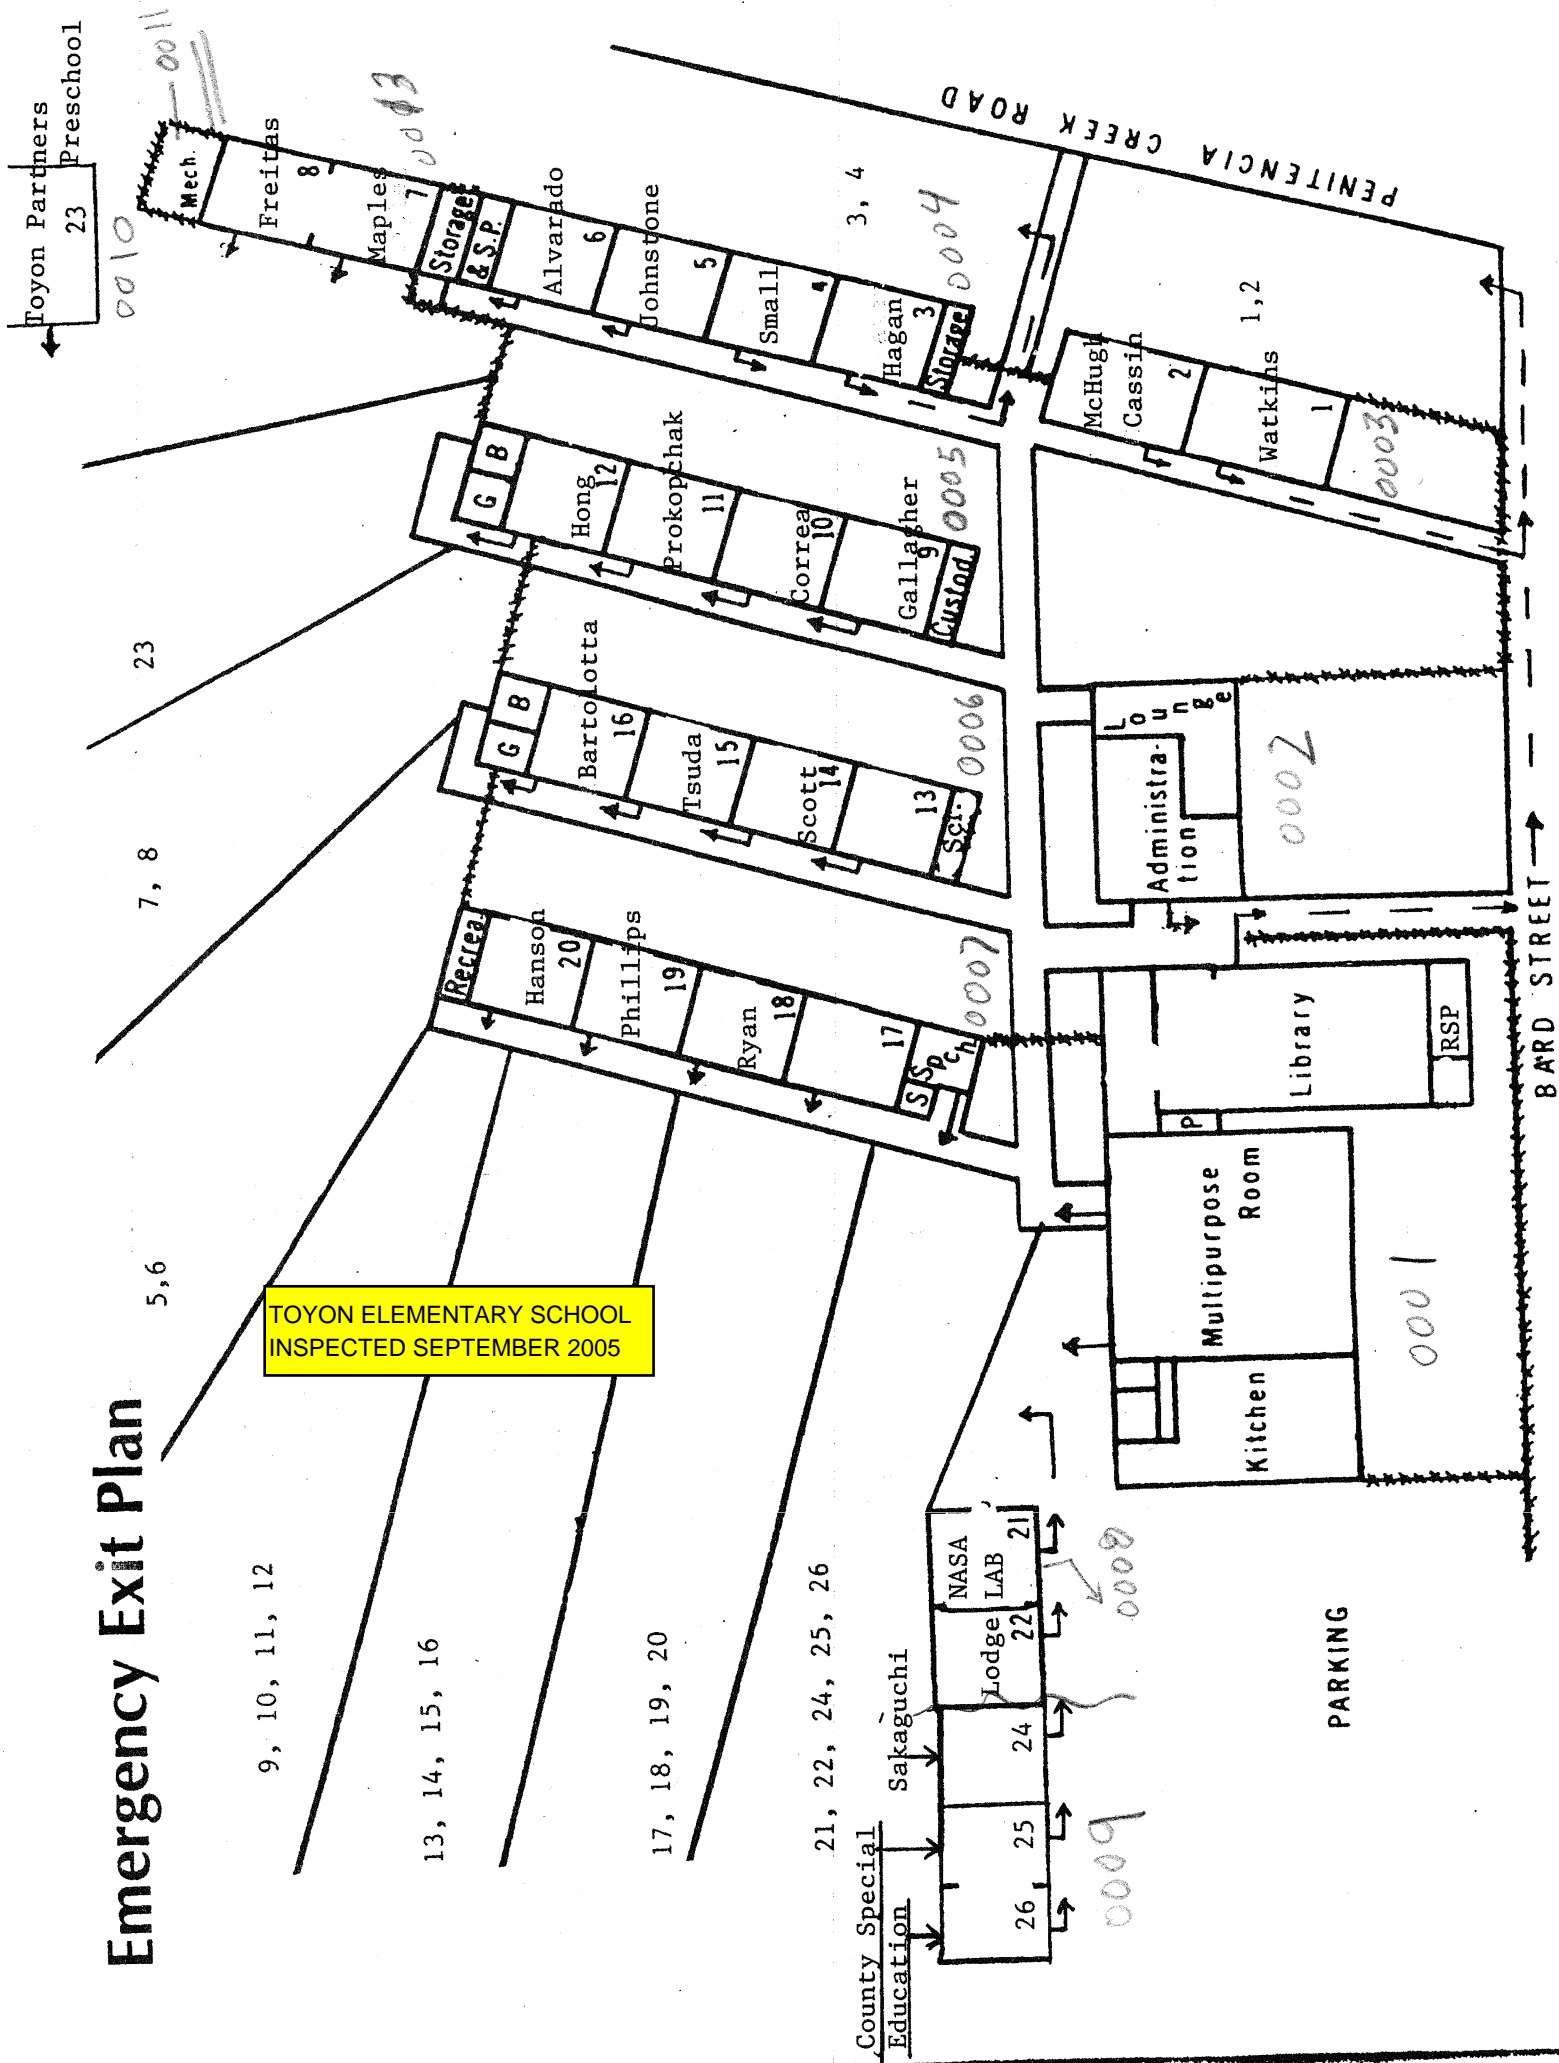 Emergency Exit Plan
TOYON ELEMENTARY SCHOOL
INSPECTED SEPTEMBER 2005
Toyon Partners
23 Preschool
0010
0011
Mech.
Freitas
8
Maples
7
Storage
& S.P.
Alvarado
6
Johnstone
5
Small
4
Hagan
3
Storage
0004
3, 4
PENITENCIA CREEK ROAD
McHugh
Cassin
2
Watkins
1
0003
1,2
G
B
Hong
12
Prokopchak
11
Correa
10
Gallagher
9
Custod.
0005
G
B
Bartolotta
16
Tsuda
15
Scott
14
13
Sci.
0006
Recrea.
Hanson
20
Phillips
19
Ryan
18
17
S
Spch
0007
23
7, 8
5,6
9, 10, 11, 12
13, 14, 15, 16
17, 18, 19, 20
21, 22, 24, 25, 26
Lounge
Administra-
tion
0002
Library
RSP
P
Multipurpose
Room
Kitchen
0001
BARD STREET
NASA
LAB
21
Lodge
22
0008
Sakaguchi
24
25
26
0009
County Special
Education
PARKING